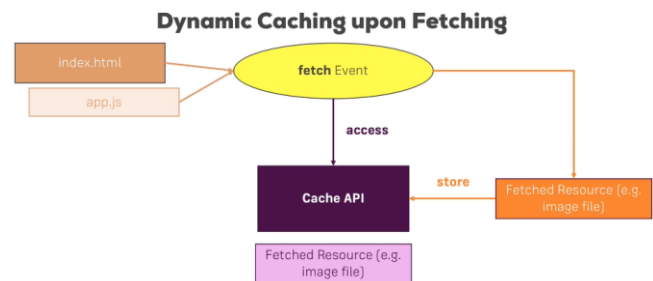 Dynamic Caching upon Fetching
index.html
fetch Event
app.js
access
store
Cache API
Fetched Resource (e.g.
image file)
Fetched Resource (e.g.
image file)